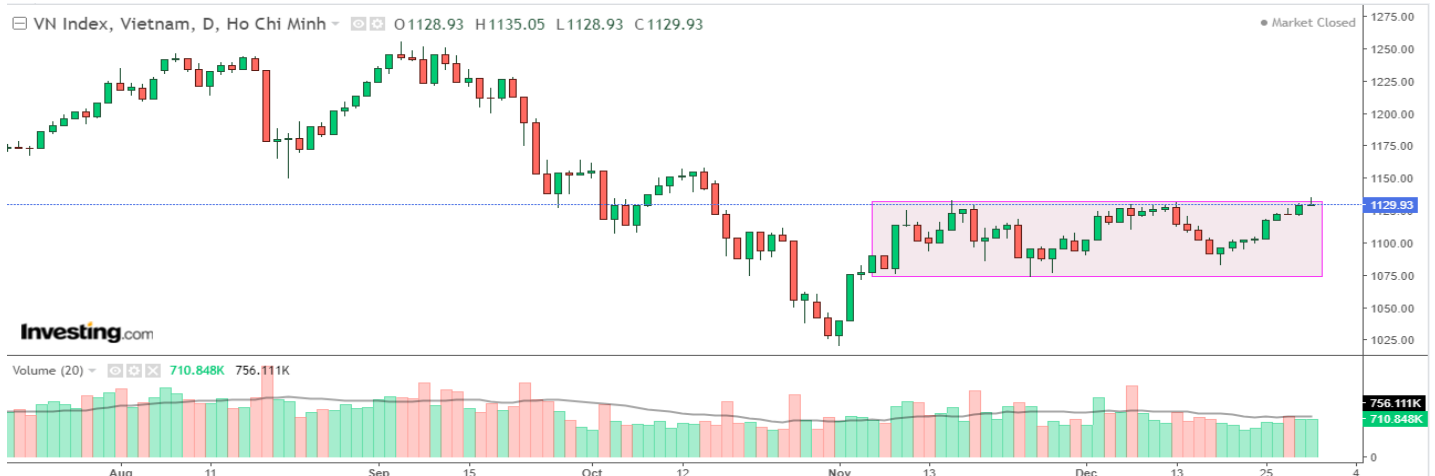 VN Index, Vietnam, D, Ho Chi Minh O1128.93 H1135.05 L1128.93 C1129.93
Market Closed
1275.00
1250.00
1225.00
1200.00
1175.00
1150.00
1129.93
1125.00
1100.00
1075.00
1050.00
1025.00
Investing.com
Volume (20) 710.848K 756.111K
756.111K
710.848K
0
Aug 11 Sep 15 Oct 12 Nov 13 Dec 13 25 4